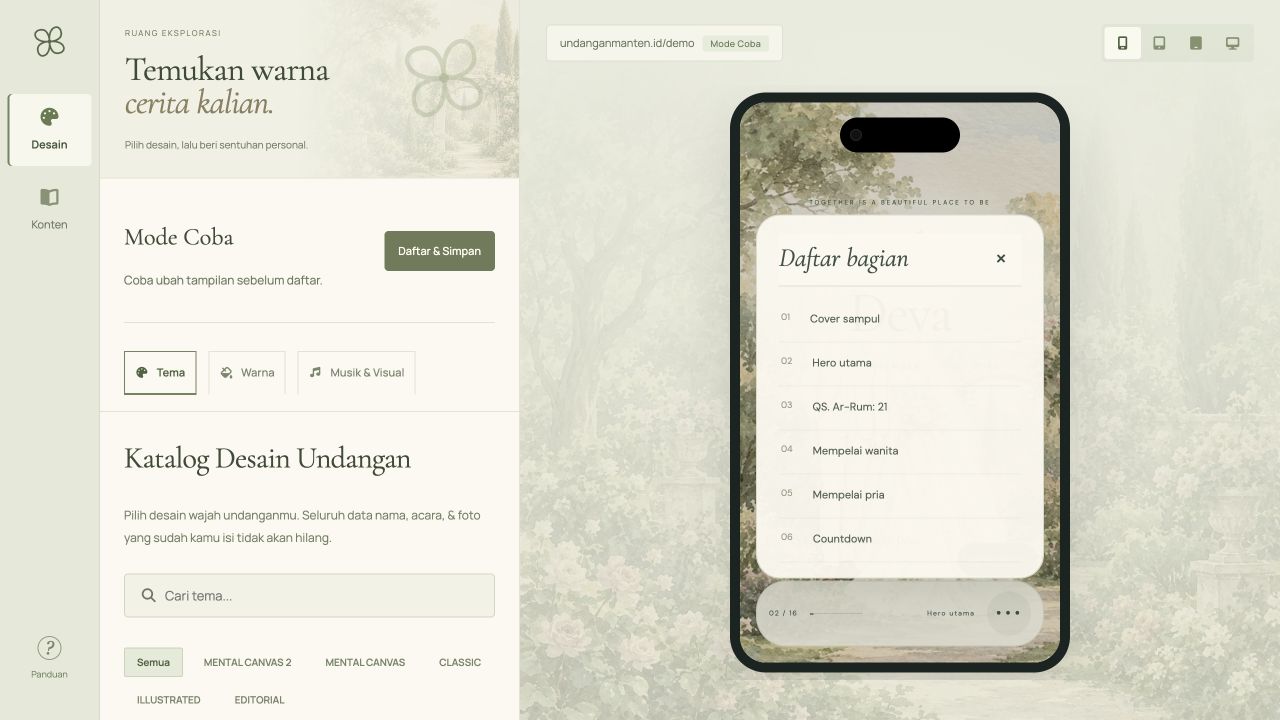 Desain
Konten
?
Panduan
RUANG EKSPLORASI
Temukan warna
cerita kalian.
Pilih desain, lalu beri sentuhan personal.
Mode Coba
Coba ubah tampilan sebelum daftar.
Daftar & Simpan
Tema
Warna
Musik & Visual
Katalog Desain Undangan
Pilih desain wajah undanganmu. Seluruh data nama, acara, & foto
yang sudah kamu isi tidak akan hilang.
Cari tema...
Semua
MENTAL CANVAS 2
MENTAL CANVAS
CLASSIC
ILLUSTRATED
EDITORIAL
undanganmanten.id/demo
Mode Coba
TOGETHER IS A BEAUTIFUL PLACE TO BE
Daftar bagian
Deva
01 Cover sampul
02 Hero utama
03 QS. Ar-Rum: 21
04 Mempelai wanita
05 Mempelai pria
06 Countdown
02 / 16
Hero utama